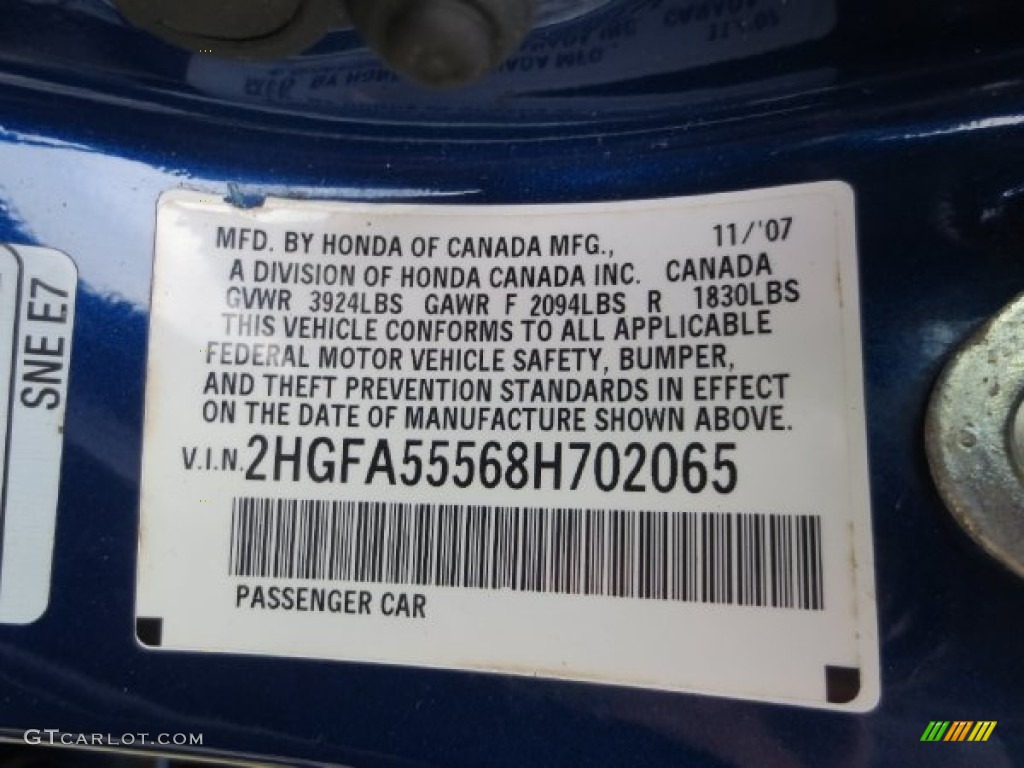 MFD. BY HONDA OF CANADA MFG., 11/'07
A DIVISION OF HONDA CANADA INC. CANADA
GVWR 3924LBS GAWR F 2094LBS R 1830LBS
THIS VEHICLE CONFORMS TO ALL APPLICABLE
FEDERAL MOTOR VEHICLE SAFETY, BUMPER,
AND THEFT PREVENTION STANDARDS IN EFFECT
ON THE DATE OF MANUFACTURE SHOWN ABOVE.
V.I.N. 2HGFA55568H702065
PASSENGER CAR
SNE E7
GTCARLOT.COM